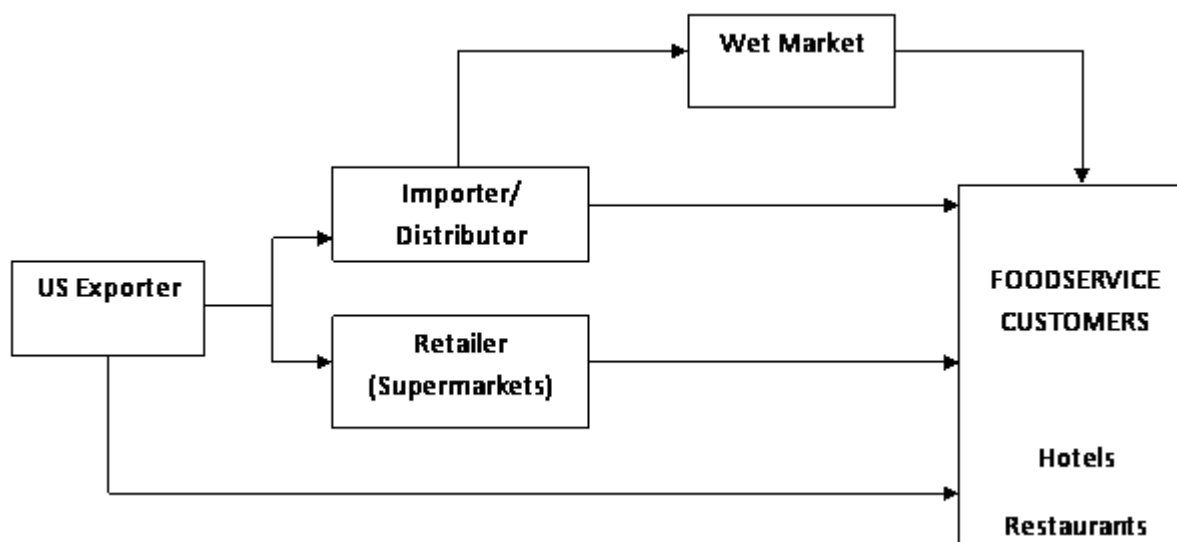 Wet Market
Importer/
Distributor
US Exporter
Retailer
(Supermarkets)
FOODSERVICE
CUSTOMERS
Hotels
Restaurants